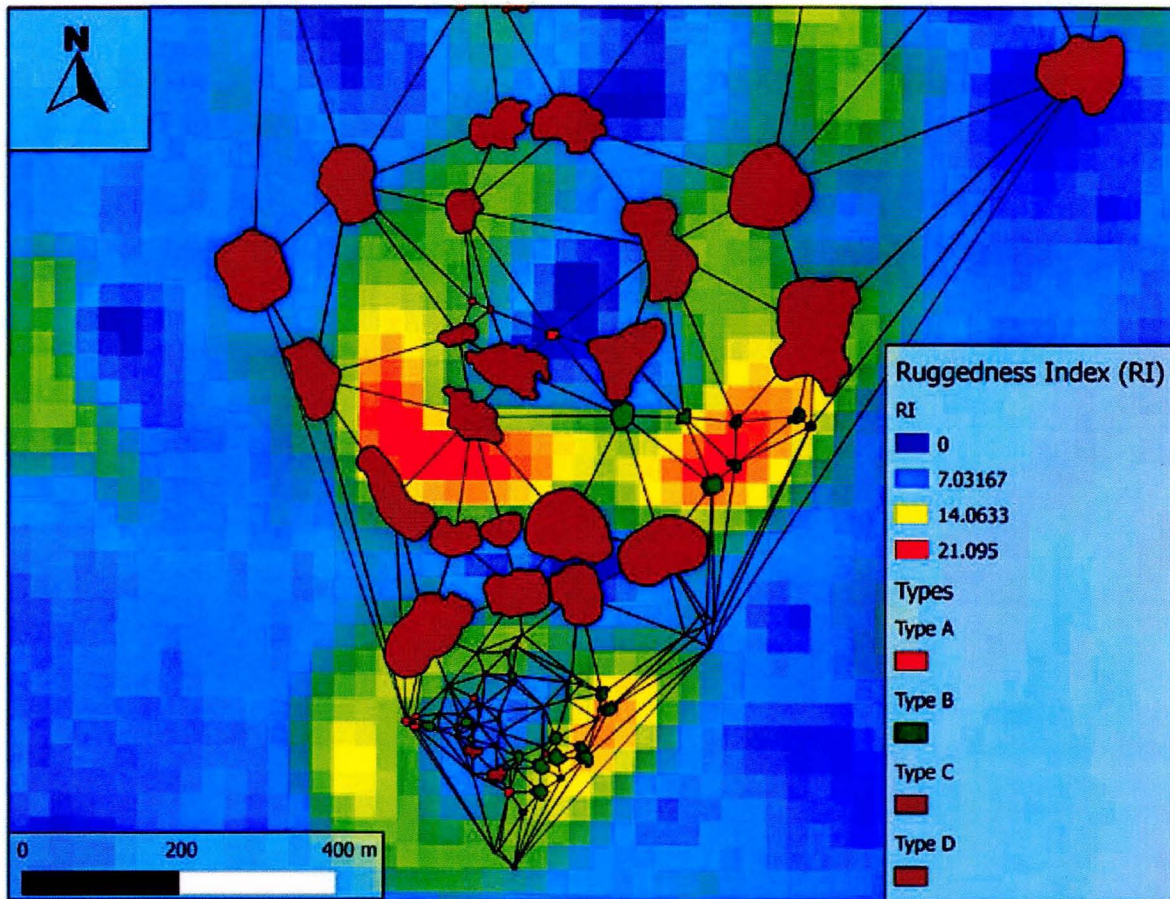 N
Ruggedness Index (RI)
RI
0
7.03167
14.0633
21.095
Types
Type A
Type B
Type C
Type D
0 200 400 m